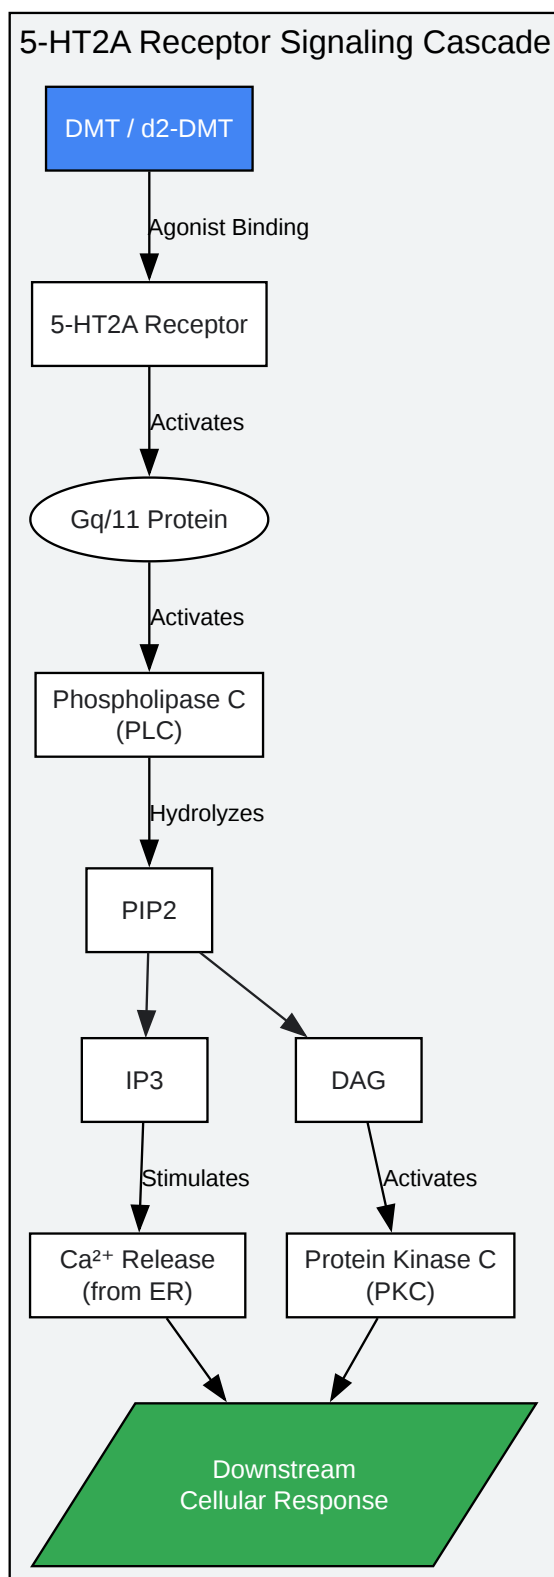 5-HT2A Receptor Signaling Cascade
DMT / d2-DMT
Agonist Binding
5-HT2A Receptor
Activates
Gq/11 Protein
Activates
Phospholipase C
(PLC)
Hydrolyzes
PIP2
IP3
DAG
Stimulates
Activates
Ca²⁺ Release
(from ER)
Protein Kinase C
(PKC)
Downstream
Cellular Response